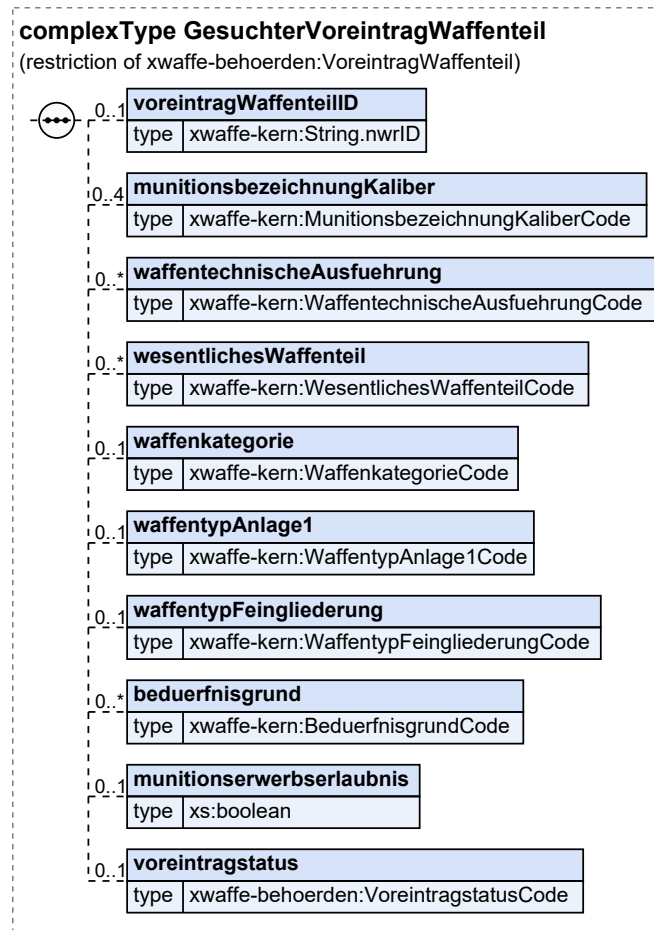 complexType GesuchterVoreintragWaffenteil
(restriction of xwaffe-behoerden:VoreintragWaffenteil)
0..1 voreintragWaffenteilID
type xwaffe-kern:String.nwrID
0..4 munitionsbezeichnungKaliber
type xwaffe-kern:MunitionsbezeichnungKaliberCode
0..* waffentechnischeAusfuehrung
type xwaffe-kern:WaffentechnischeAusfuehrungCode
0..* wesentlichesWaffenteil
type xwaffe-kern:WesentlichesWaffenteilCode
0..1 waffenkategorie
type xwaffe-kern:WaffenkategorieCode
0..1 waffentypAnlage1
type xwaffe-kern:WaffentypAnlage1Code
0..1 waffentypFeingliederung
type xwaffe-kern:WaffentypFeingliederungCode
0..* beduerfnisgrund
type xwaffe-kern:BeduerfnisgrundCode
0..1 munitionserwerbserlaubnis
type xs:boolean
0..1 voreintragstatus
type xwaffe-behoerden:VoreintragstatusCode